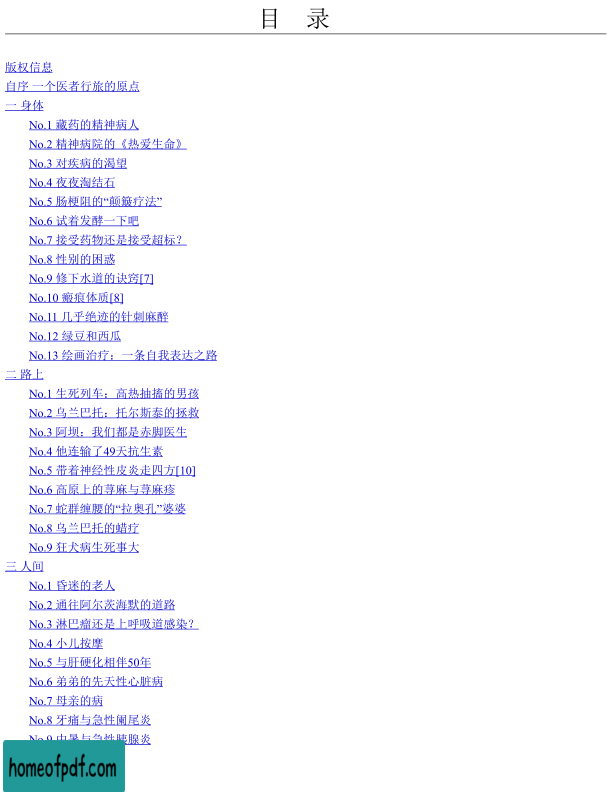 目 录
版权信息
自序 一个医者行旅的原点
一 身体
No.1 藏药的精神病人
No.2 精神病院的《热爱生命》
No.3 对疾病的渴望
No.4 夜夜淘结石
No.5 肠梗阻的“颠簸疗法”
No.6 试着发酵一下吧
No.7 接受药物还是接受超标？
No.8 性别的困惑
No.9 修下水道的诀窍[7]
No.10 瘢痕体质[8]
No.11 几乎绝迹的针刺麻醉
No.12 绿豆和西瓜
No.13 绘画治疗：一条自我表达之路
二 路上
No.1 生死列车：高热抽搐的男孩
No.2 乌兰巴托：托尔斯泰的拯救
No.3 阿坝：我们都是赤脚医生
No.4 他连输了49天抗生素
No.5 带着神经性皮炎走四方[10]
No.6 高原上的荨麻与荨麻疹
No.7 蛇群缠腰的“拉奥孔”婆婆
No.8 乌兰巴托的蜡疗
No.9 狂犬病生死事大
三 人间
No.1 昏迷的老人
No.2 通往阿尔茨海默的道路
No.3 淋巴瘤还是上呼吸道感染？
No.4 小儿按摩
No.5 与肝硬化相伴50年
No.6 弟弟的先天性心脏病
No.7 母亲的病
No.8 牙痛与急性阑尾炎
No.9 中暑与急性胰腺炎
homeofpdf.com